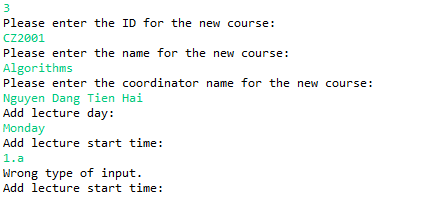 3
Please enter the ID for the new course:
CZ2001
Please enter the name for the new course:
Algorithms
Please enter the coordinator name for the new course:
Nguyen Dang Tien Hai
Add lecture day:
Monday
Add lecture start time:
1.a
Wrong type of input.
Add lecture start time: